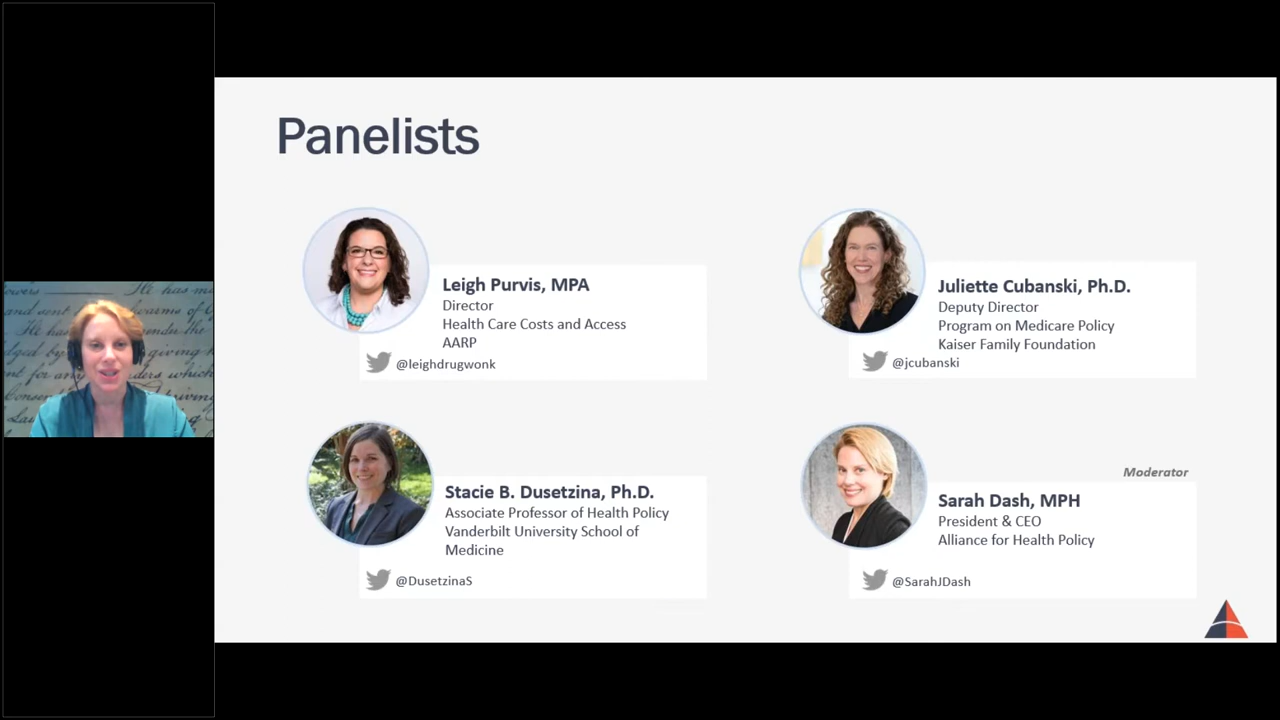 Panelists
Leigh Purvis, MPA
Director
Health Care Costs and Access
AARP
@leighdrugwonk
Juliette Cubanski, Ph.D.
Deputy Director
Program on Medicare Policy
Kaiser Family Foundation
@jcubanski
Stacie B. Dusetzina, Ph.D.
Associate Professor of Health Policy
Vanderbilt University School of
Medicine
@DusetzinaS
Moderator
Sarah Dash, MPH
President & CEO
Alliance for Health Policy
@SarahJDash